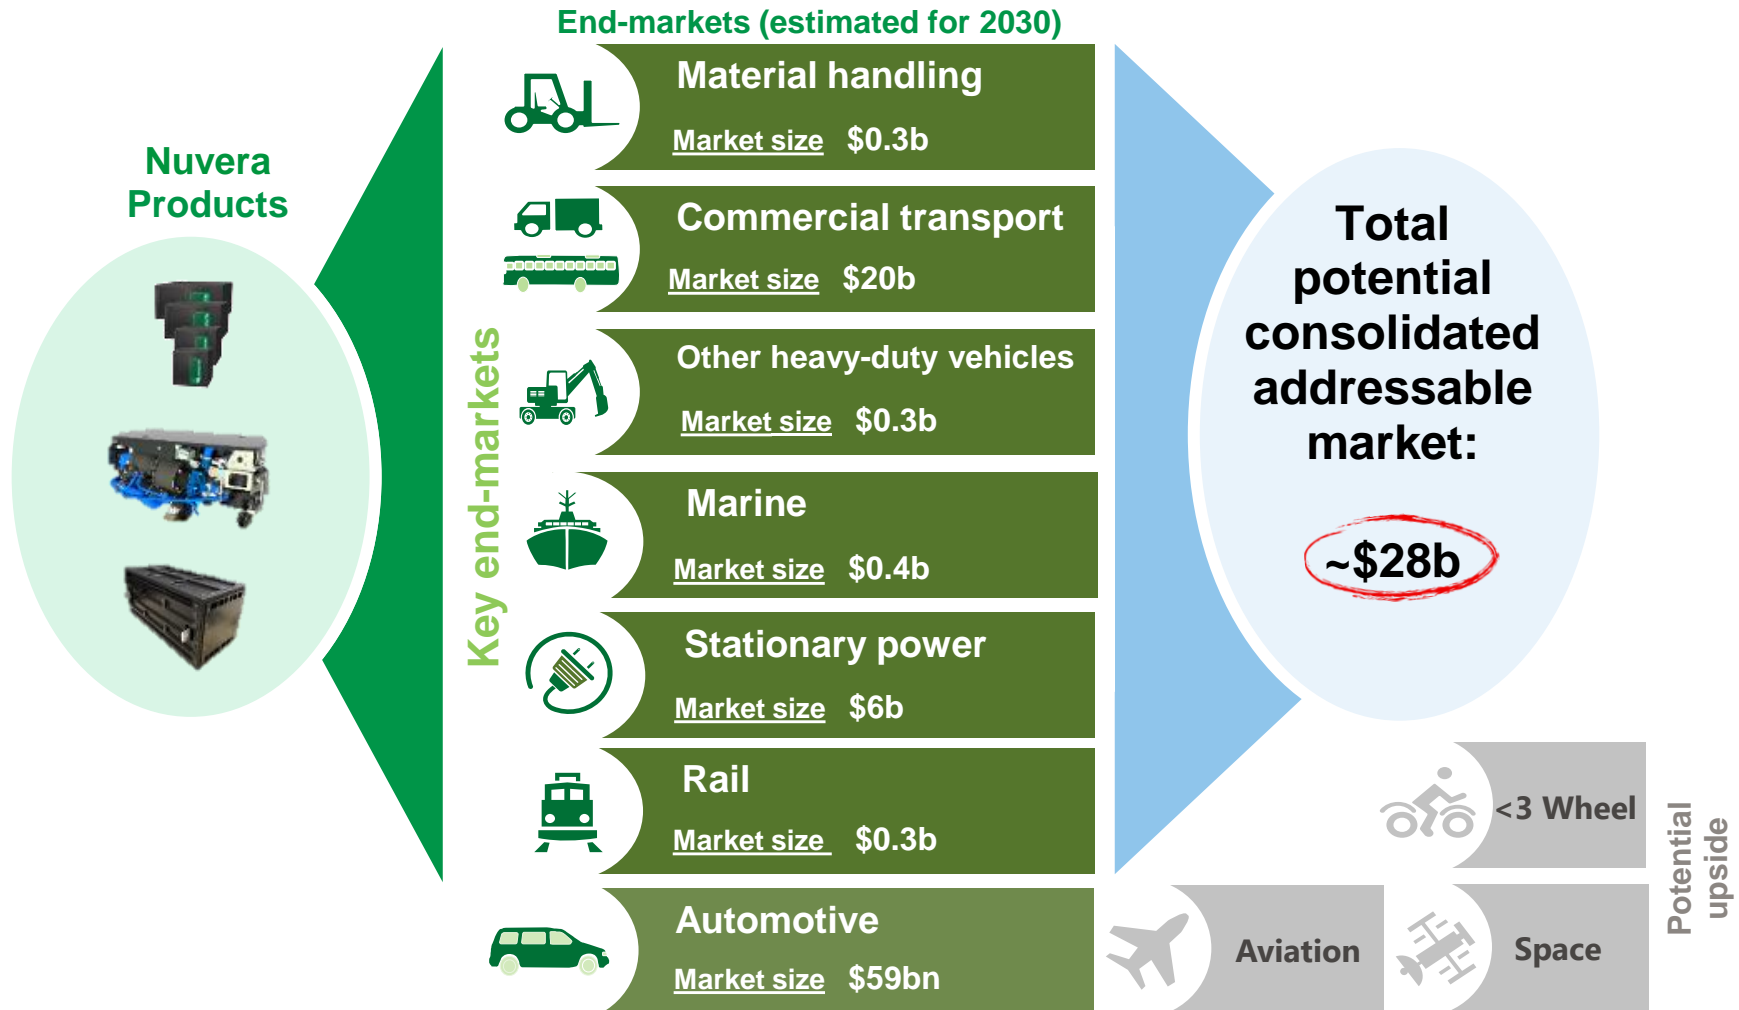 End-markets (estimated for 2030)
Nuvera
Products
Key end-markets
Material handling
Market size $0.3b
Commercial transport
Market size $20b
Other heavy-duty vehicles
Market size $0.3b
Marine
Market size $0.4b
Stationary power
Market size $6b
Rail
Market size $0.3b
Automotive
Market size $59bn
Total
potential
consolidated
addressable
market:
~$28b
<3 Wheel
Aviation
Space
Potential
upside